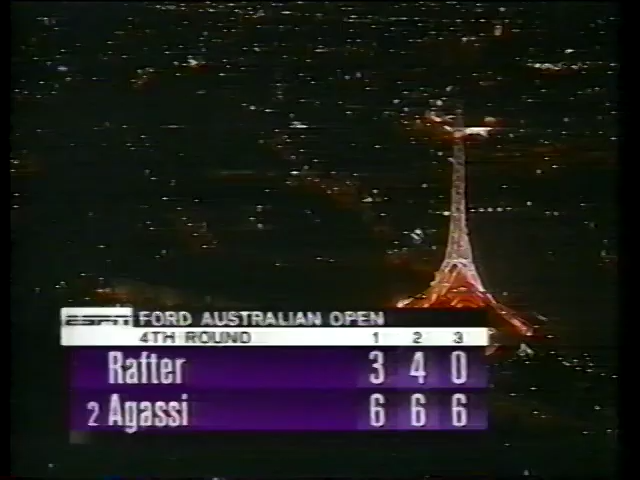 ESPN FORD AUSTRALIAN OPEN
4TH ROUND 1 2 3
Rafter 3 4 0
2 Agassi 6 6 6